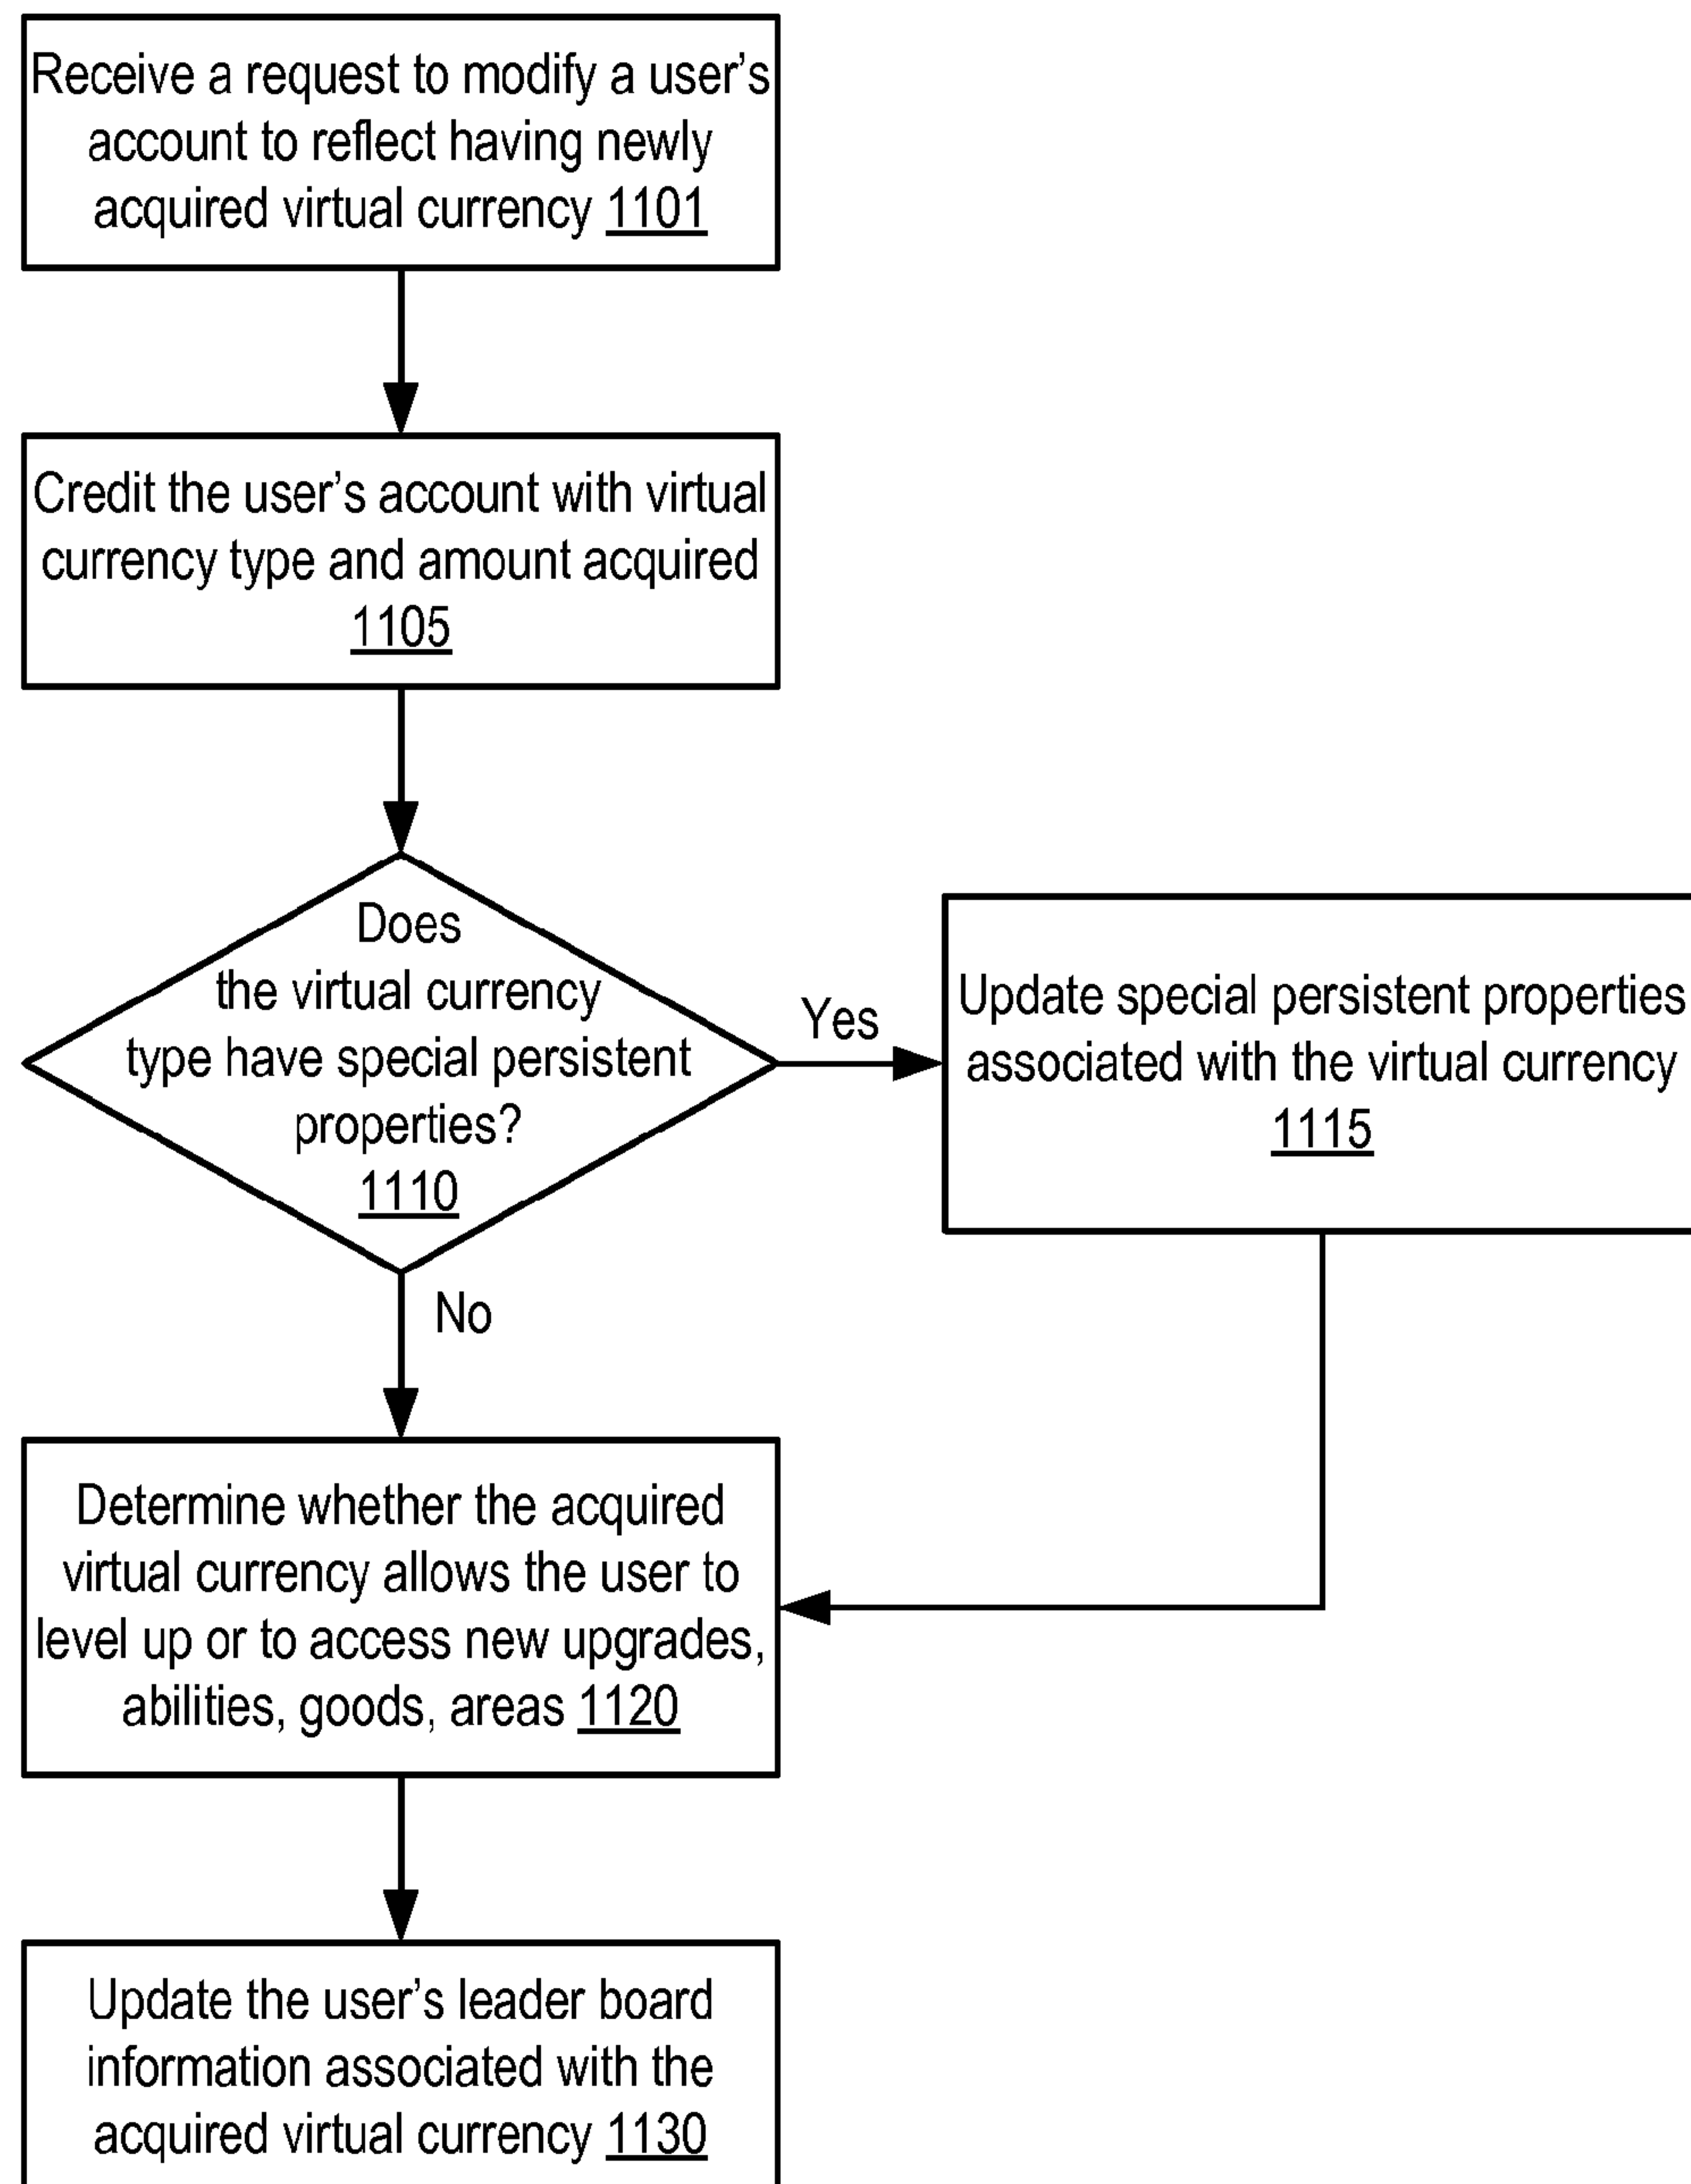 Receive a request to modify a user's
account to reflect having newly
acquired virtual currency 1101
Credit the user's account with virtual
currency type and amount acquired
1105
Does
the virtual currency
type have special persistent
properties?
1110
Yes
Update special persistent properties
associated with the virtual currency
1115
No
Determine whether the acquired
virtual currency allows the user to
level up or to access new upgrades,
abilities, goods, areas 1120
Update the user's leader board
information associated with the
acquired virtual currency 1130